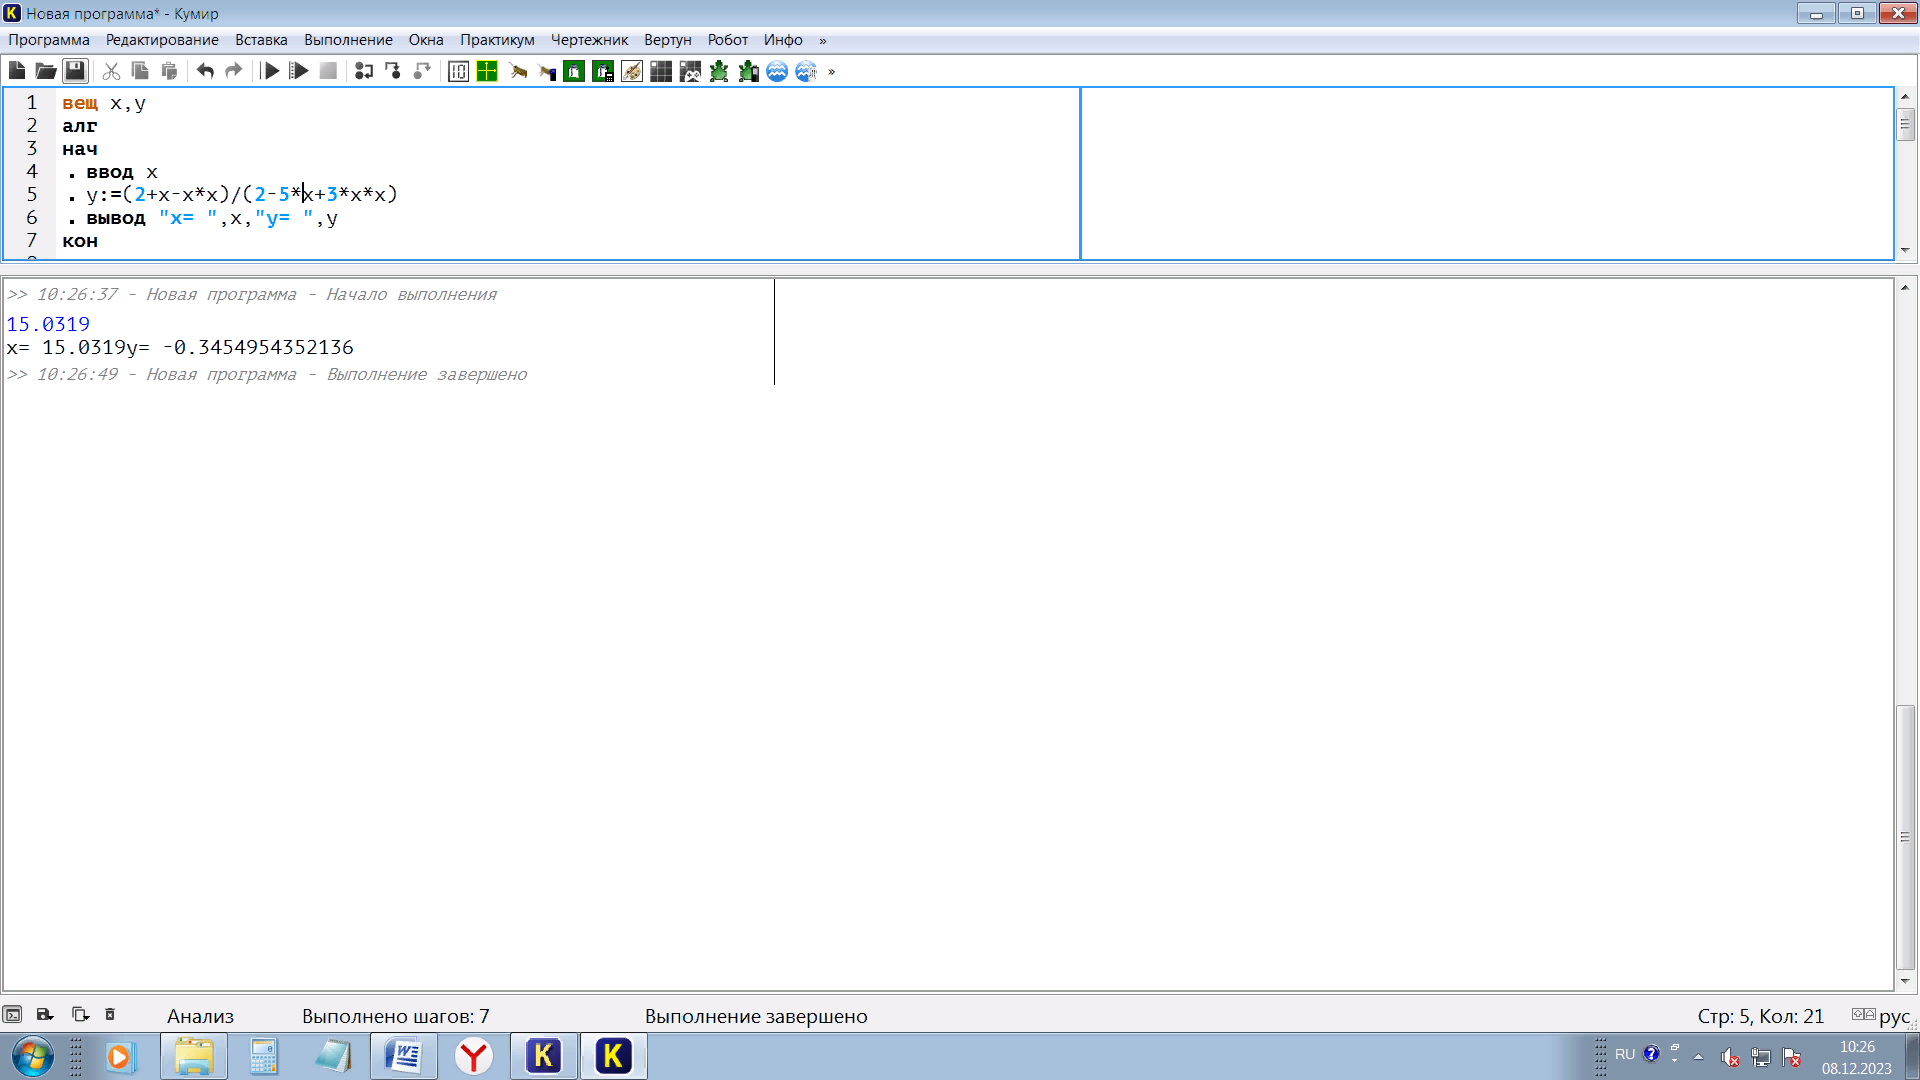 Новая программа* - Кумир
Программа Редактирование Вставка Выполнение Окна Практикум Чертежник Вертун Робот Инфо »
»
1 вещ x,y
2 алг
3 нач
4 . ввод x
5 . y:=(2+x-x*x)/(2-5*x+3*x*x)
6 . вывод "x= ",x,"y= ",y
7 кон
>> 10:26:37 - Новая программа - Начало выполнения
15.0319
x= 15.0319y= -0.3454954352136
>> 10:26:49 - Новая программа - Выполнение завершено
Анализ Выполнено шагов: 7 Выполнение завершено Стр: 5, Кол: 21 рус
RU 10:26
08.12.2023